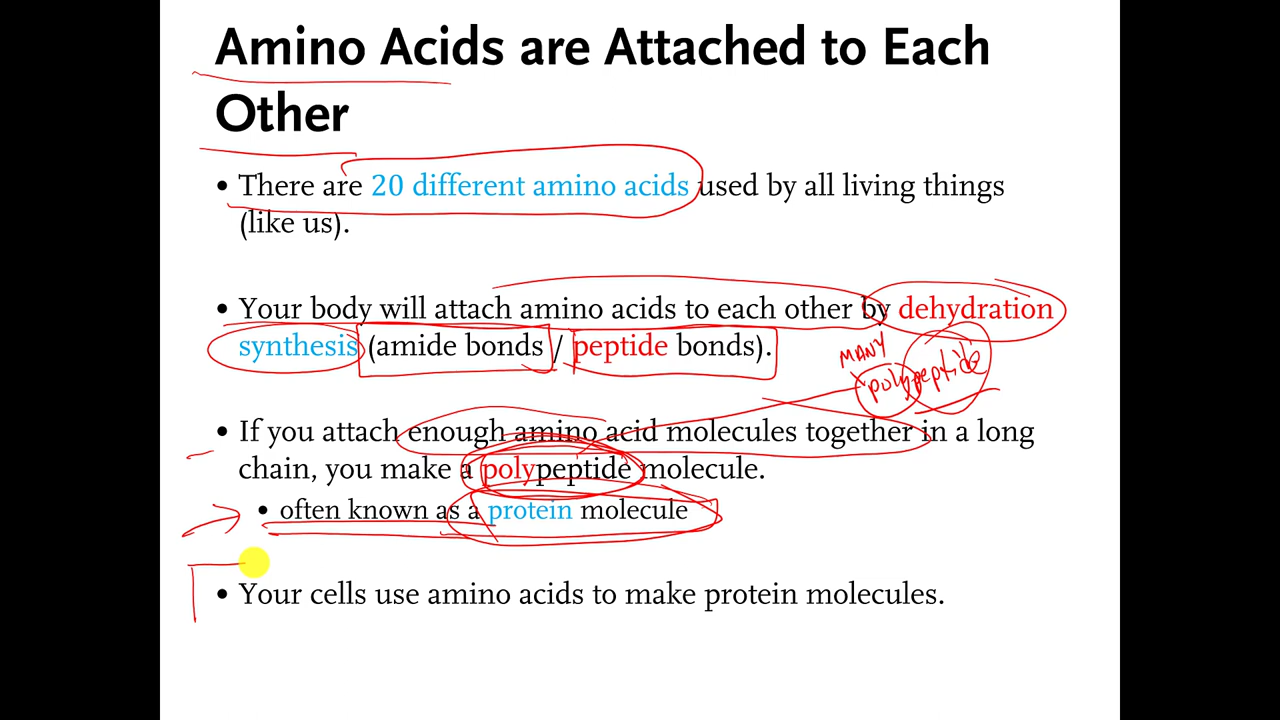 Amino Acids are Attached to Each
Other
• There are 20 different amino acids used by all living things
(like us).
• Your body will attach amino acids to each other by dehydration
synthesis (amide bonds / peptide bonds).
MANY
polypeptide
• If you attach enough amino acid molecules together in a long
chain, you make a polypeptide molecule.
• often known as a protein molecule
• Your cells use amino acids to make protein molecules.